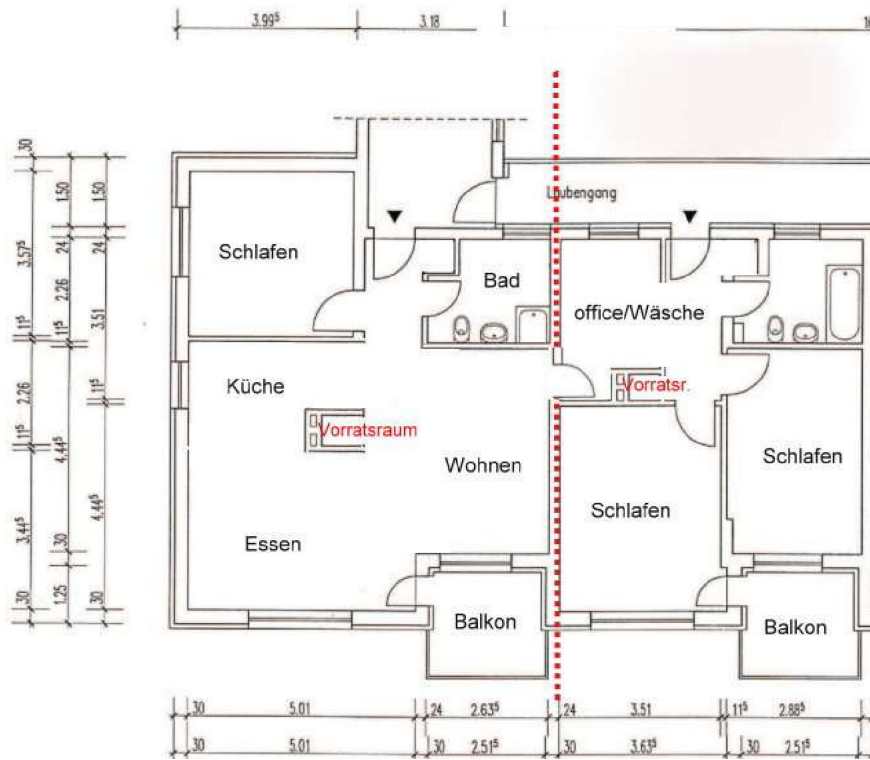 3.99⁵ 3.18 16
Laubengang
Schlafen
Bad
office/Wäsche
Küche
Vorratsr.
Vorratsraum
Wohnen
Schlafen
Schlafen
Essen
Balkon
Balkon
30 3.57⁵ 11⁵ 2.26 11⁵ 3.44⁵ 30
1.50 24 2.26 11⁵ 4.44⁵ 30 1.25
1.50 24 3.51 11⁵ 4.44⁵ 30
30 5.01 24 2.63⁵ 24 3.51 11⁵ 2.88⁵
30 5.01 30 2.51⁵ 30 3.63⁵ 30 2.51⁵